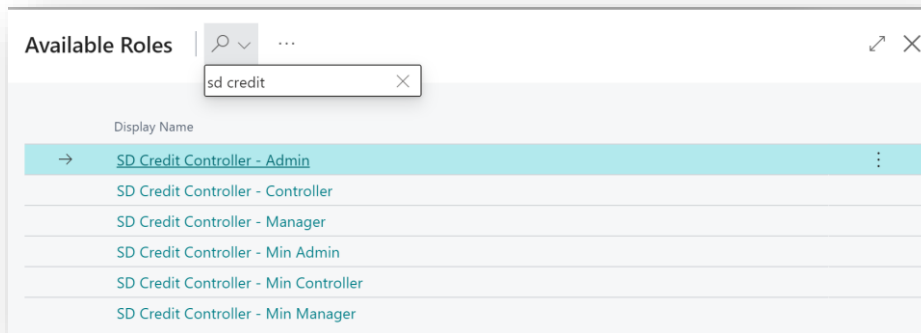 Available Roles
sd credit
Display Name
SD Credit Controller - Admin
SD Credit Controller - Controller
SD Credit Controller - Manager
SD Credit Controller - Min Admin
SD Credit Controller - Min Controller
SD Credit Controller - Min Manager